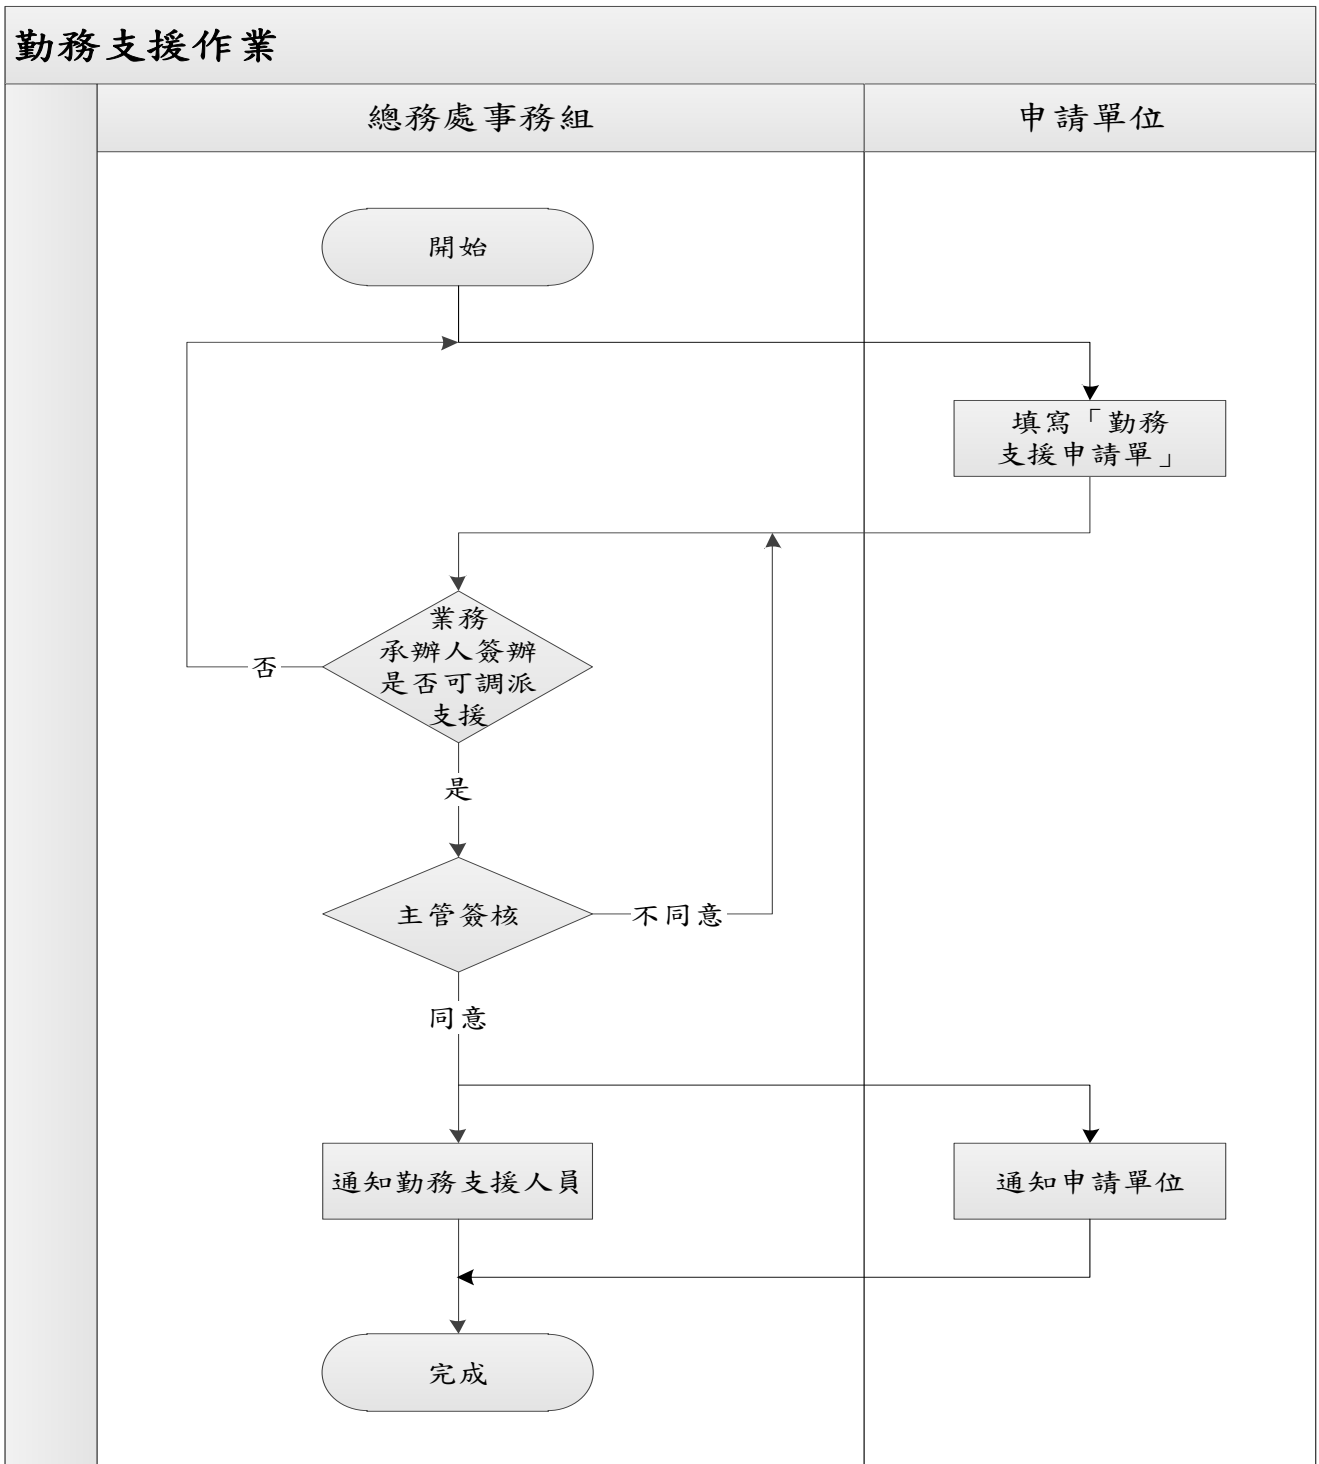 勤務支援作業
總務處事務組
申請單位
開始
填寫「勤務
支援申請單」
業務
承辦人簽辦
是否可調派
支援
否
是
主管簽核
不同意
同意
通知勤務支援人員
通知申請單位
完成